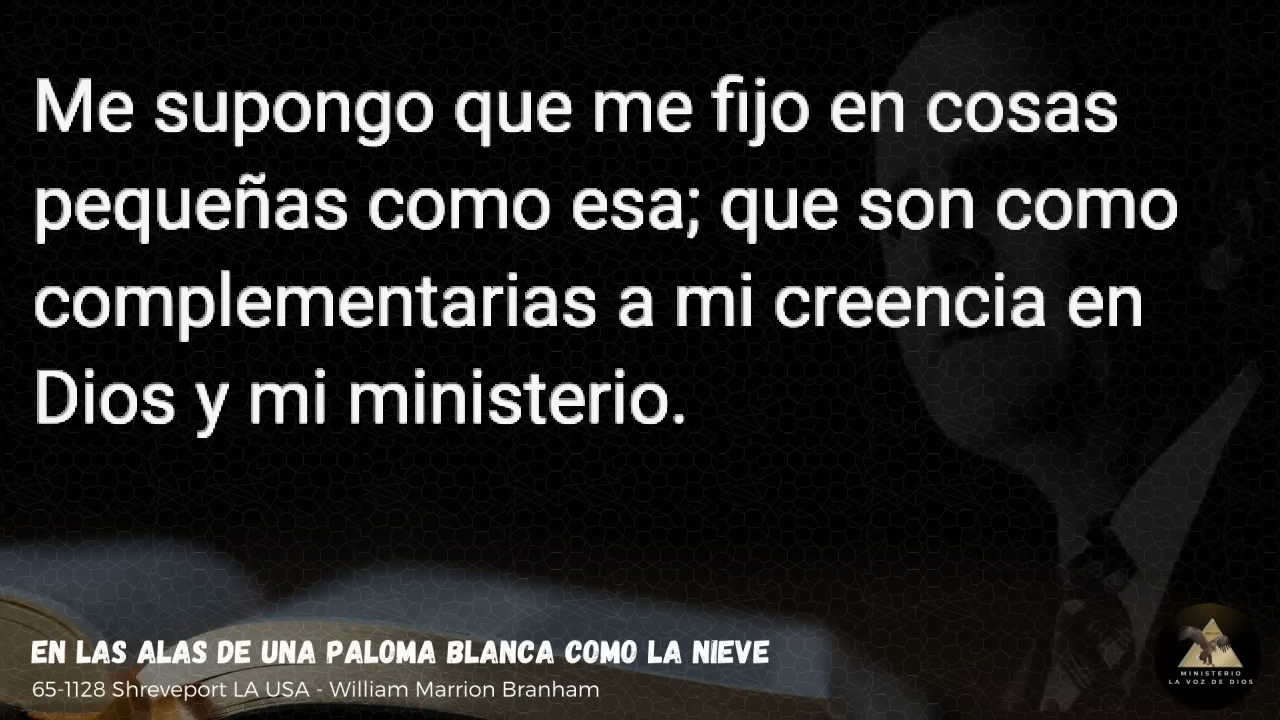 Me supongo que me fijo en cosas
pequeñas como esa; que son como
complementarias a mi creencia en
Dios y mi ministerio.
EN LAS ALAS DE UNA PALOMA BLANCA COMO LA NIEVE
65-1128 Shreveport LA USA - William Marrion Branham
MINISTERIO
LA VOZ DE DIOS